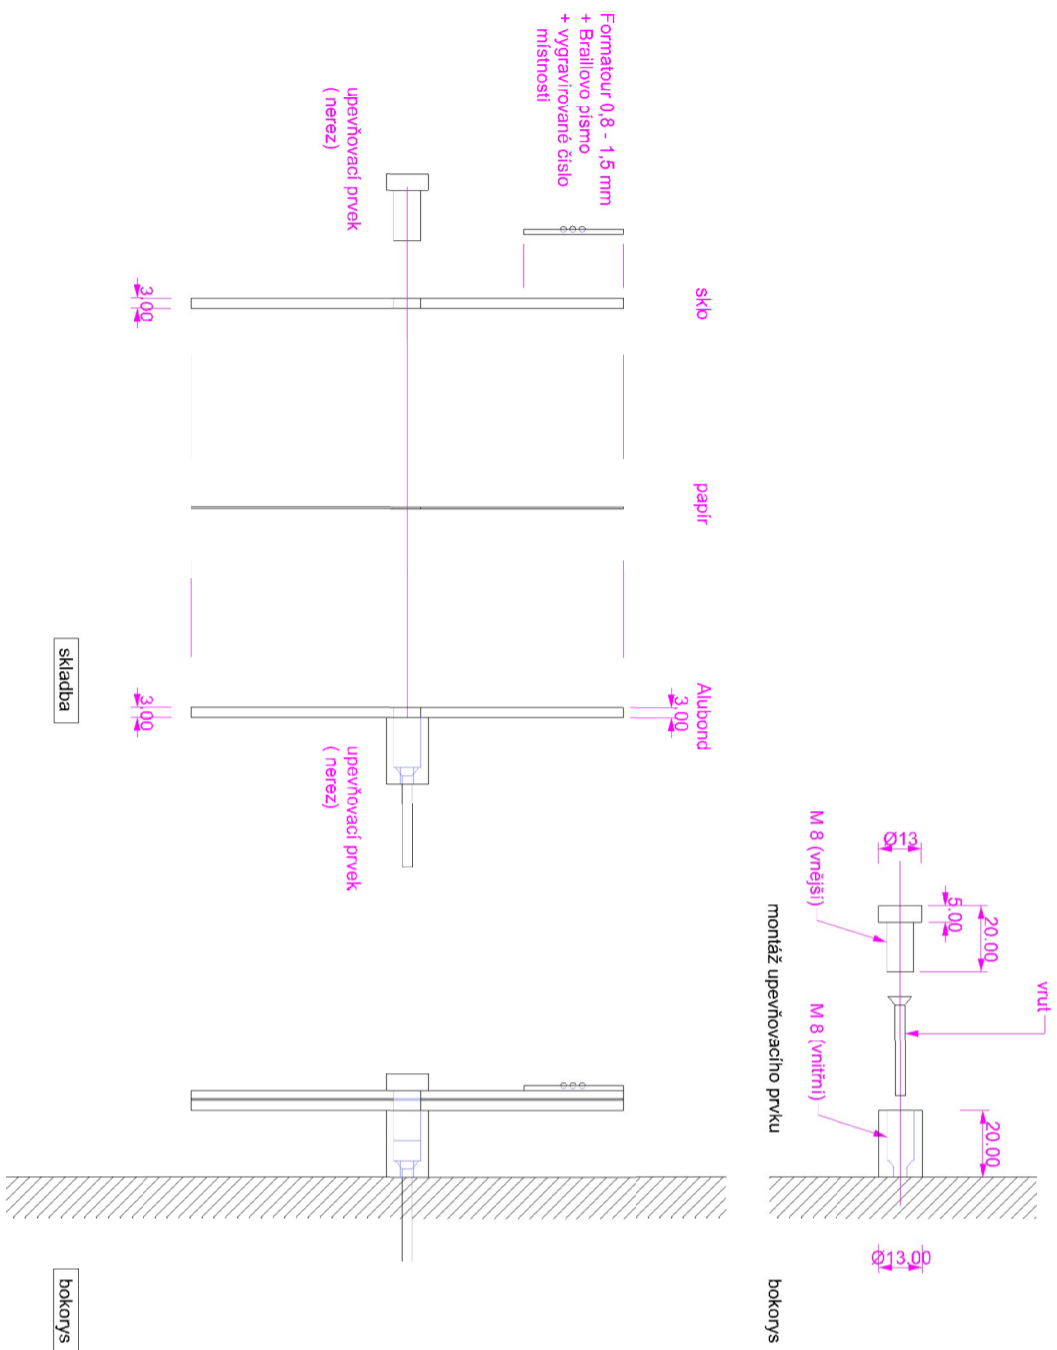 Formatour 0,8 - 1,5 mm
+ Braillovo písmo
+ vygravírované číslo
místnosti
upevňovací prvek
( nerez)
sklo
3,00
papír
Alubond
3,00
3,00
upevňovací prvek
( nerez)
skladba
bokorys
vrut
20.00
5.00
Ø13
M 8 (vnější)
M 8 (vnitřní)
20.00
Ø13,00
montáž upevňovacího prvku
bokorys